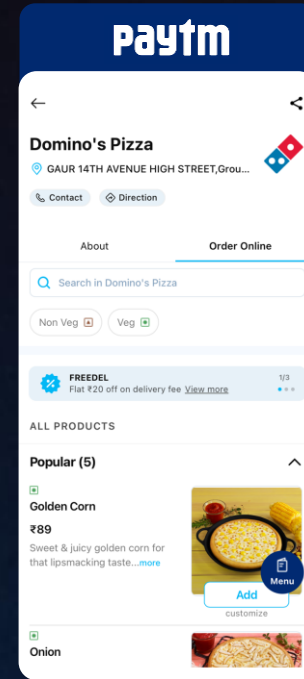 paytm
Domino's Pizza
GAUR 14TH AVENUE HIGH STREET,Grou...
Contact
Direction
About
Order Online
Search in Domino's Pizza
Non Veg
Veg
FREEDEL
1/3
Flat ₹20 off on delivery fee View more
ALL PRODUCTS
Popular (5)
Golden Corn
₹89
Sweet & juicy golden corn for
that lipsmacking taste...more
Menu
Add
customize
Onion